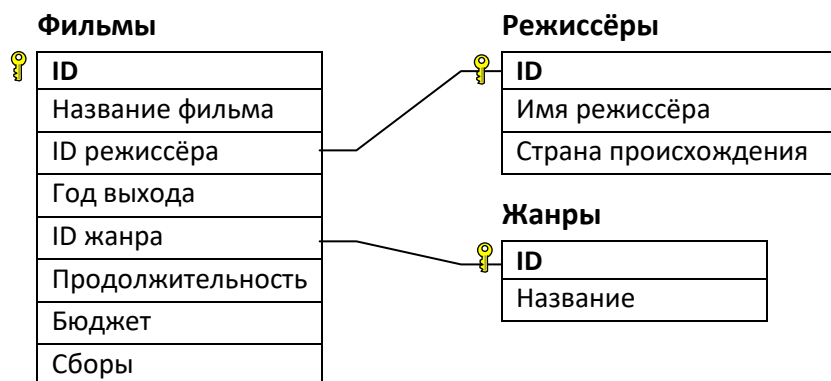 Фильмы
ID
Название фильма
ID режиссёра
Год выхода
ID жанра
Продолжительность
Бюджет
Сборы
Режиссёры
ID
Имя режиссёра
Страна происхождения
Жанры
ID
Название